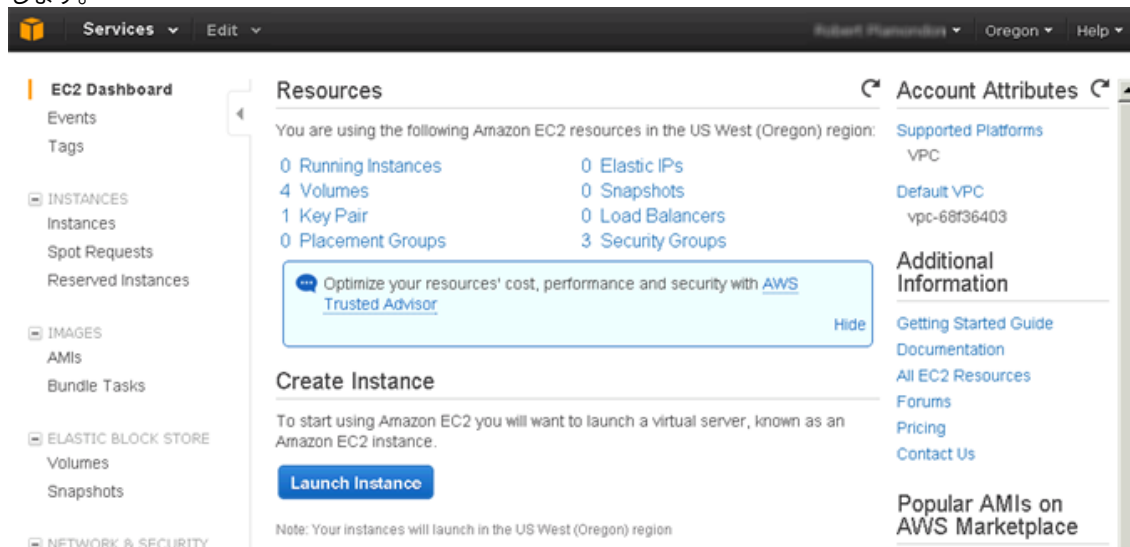 します。
Services Edit
Oregon Help
EC2 Dashboard
Events
Tags
INSTANCES
Instances
Spot Requests
Reserved Instances
IMAGES
AMIs
Bundle Tasks
ELASTIC BLOCK STORE
Volumes
Snapshots
NETWORK & SECURITY
Resources
You are using the following Amazon EC2 resources in the US West (Oregon) region:
0 Running Instances
0 Elastic IPs
4 Volumes
0 Snapshots
1 Key Pair
0 Load Balancers
0 Placement Groups
3 Security Groups
Optimize your resources' cost, performance and security with AWS
Trusted Advisor
Hide
Create Instance
To start using Amazon EC2 you will want to launch a virtual server, known as an
Amazon EC2 instance.
Launch Instance
Note: Your instances will launch in the US West (Oregon) region
Account Attributes
Supported Platforms
VPC
Default VPC
vpc-68f36403
Additional
Information
Getting Started Guide
Documentation
All EC2 Resources
Forums
Pricing
Contact Us
Popular AMIs on
AWS Marketplace